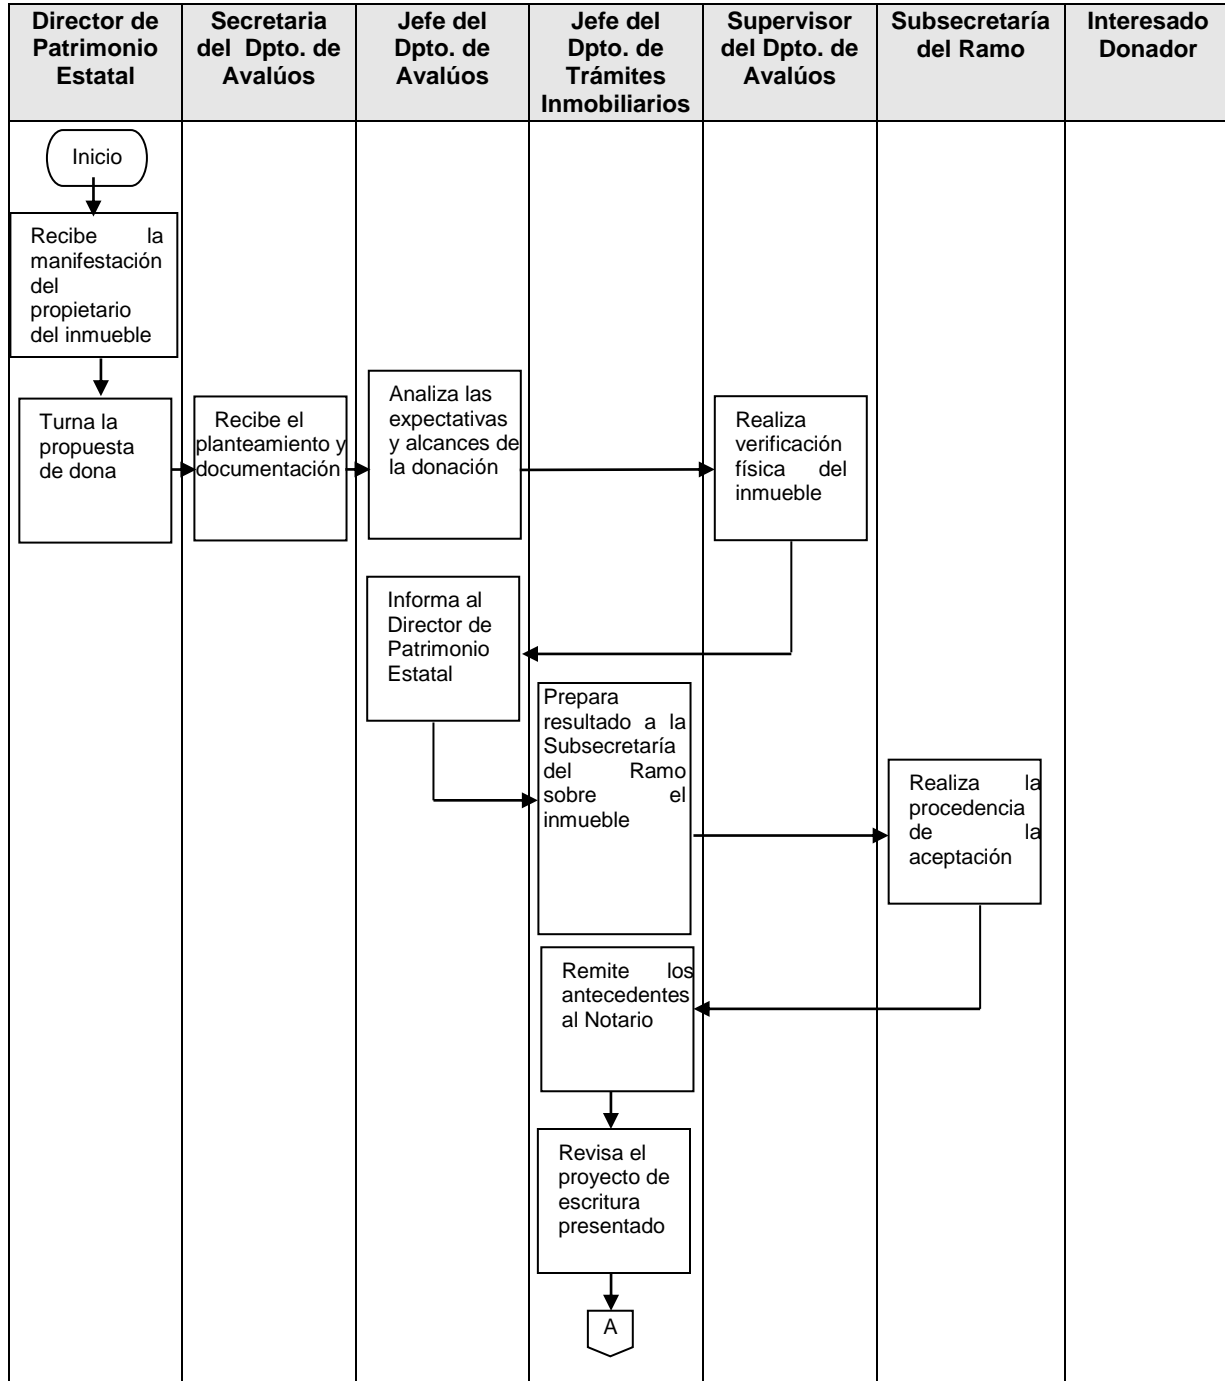 Director de
Patrimonio
Estatal
Secretaria
del Dpto. de
Avalúos
Jefe del
Dpto. de
Avalúos
Jefe del
Dpto. de
Trámites
Inmobiliarios
Supervisor
del Dpto. de
Avalúos
Subsecretaría
del Ramo
Interesado
Donador
Inicio
Recibe la
manifestación
del
propietario
del inmueble
Turna la
propuesta
de dona
Recibe el
planteamiento y
documentación
Analiza las
expectativas
y alcances de
la donación
Realiza
verificación
física del
inmueble
Informa al
Director de
Patrimonio
Estatal
Prepara
resultado a la
Subsecretaría
del Ramo
sobre el
inmueble
Realiza la
procedencia
de la
aceptación
Remite los
antecedentes
al Notario
Revisa el
proyecto de
escritura
presentado
A